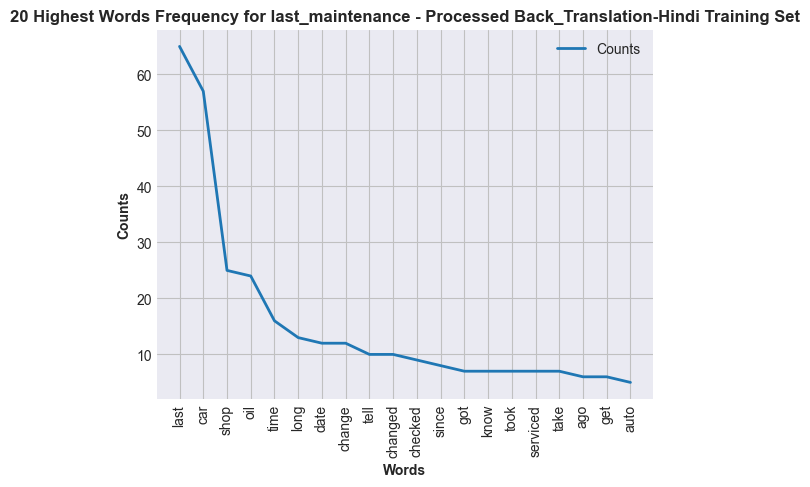 20 Highest Words Frequency for last_maintenance - Processed Back_Translation-Hindi Training Set
Counts
60
50
40
30
20
10
Counts
last
car
shop
oil
time
long
date
change
tell
changed
checked
since
got
know
took
serviced
take
ago
get
auto
Words